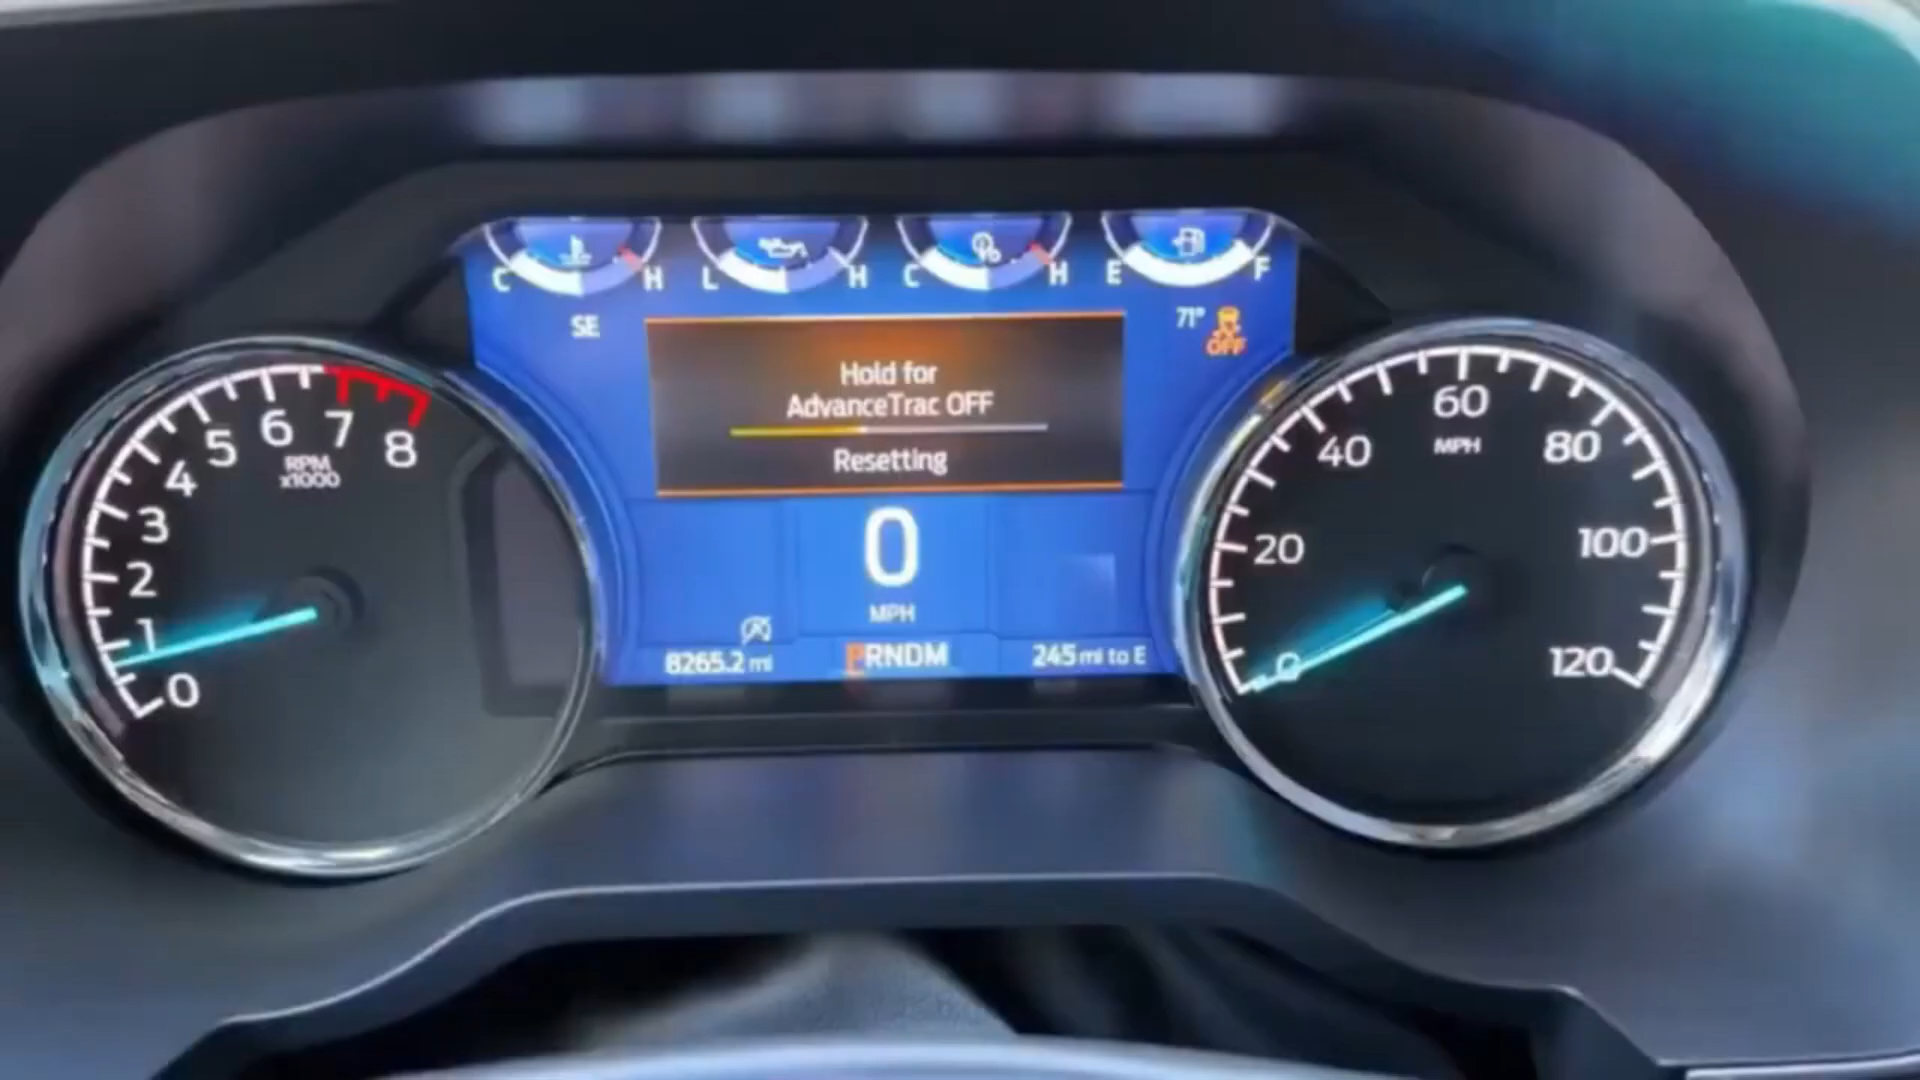 C H L H C H E F
SE
71°
OFF
Hold for
AdvanceTrac OFF
Resetting
0
MPH
8265.2 mi
PRNDM
245 mi to E
0
1
2
3
4
5
6
7
8
RPM
x1000
0
20
40
60
80
100
120
MPH